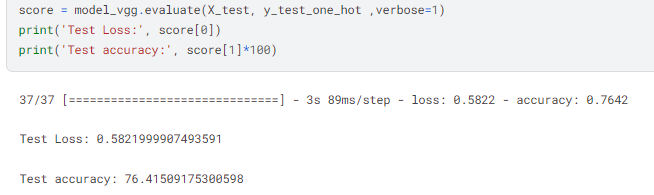 score = model_vgg.evaluate(X_test, y_test_one_hot ,verbose=1)
print('Test Loss:', score[0])
print('Test accuracy:', score[1]*100)
37/37 [==============================] - 3s 89ms/step - loss: 0.5822 - accuracy: 0.7642
Test Loss: 0.5821999907493591
Test accuracy: 76.41509175300598